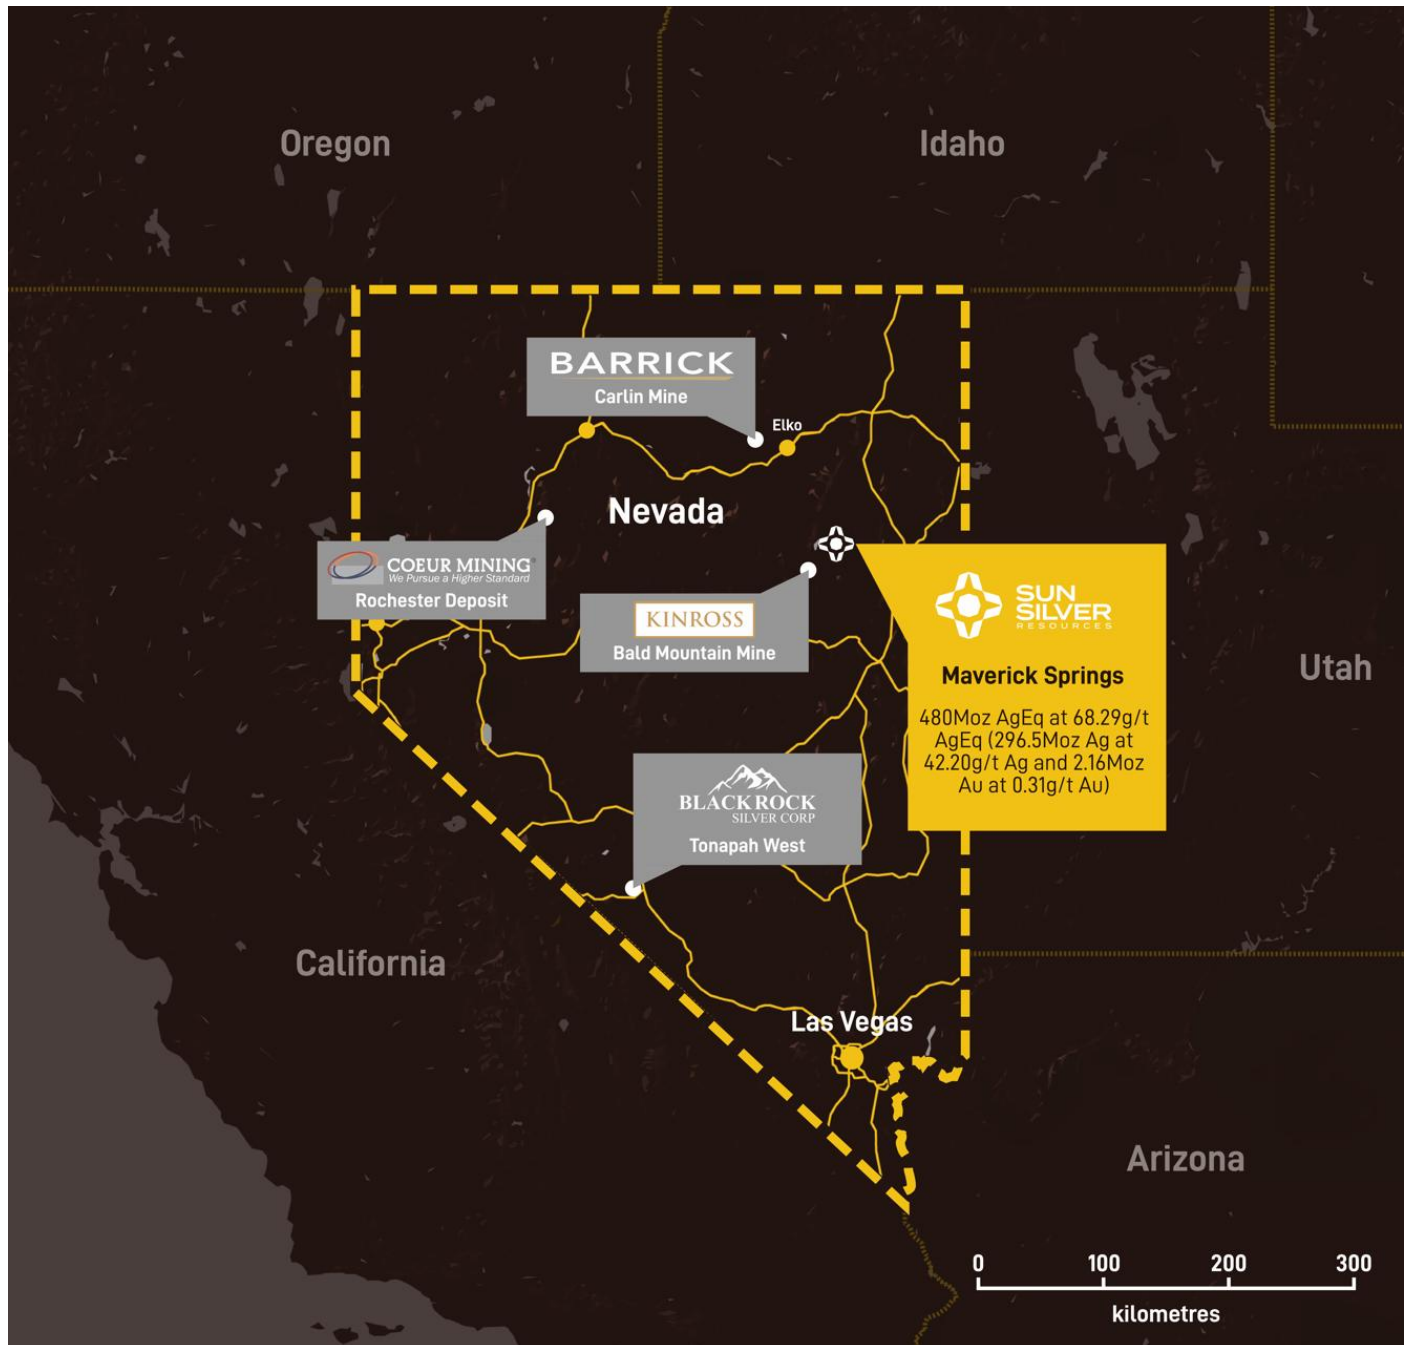 Oregon
Idaho
BARRICK
Carlin Mine
Elko
Nevada
COEUR MINING®
We Pursue a Higher Standard
Rochester Deposit
KINROSS
Bald Mountain Mine
SUN
SILVER
RESOURCES
Maverick Springs
480Moz AgEq at 68.29g/t
AgEq (296.5Moz Ag at
42.20g/t Ag and 2.16Moz
Au at 0.31g/t Au)
Utah
BLACKROCK
SILVER CORP
Tonapah West
California
Las Vegas
Arizona
0 100 200 300
kilometres